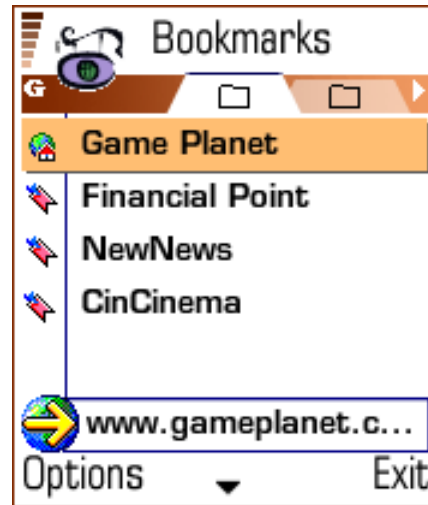 Bookmarks
G
Game Planet
Financial Point
NewNews
CinCinema
www.gameplanet.c...
Options Exit